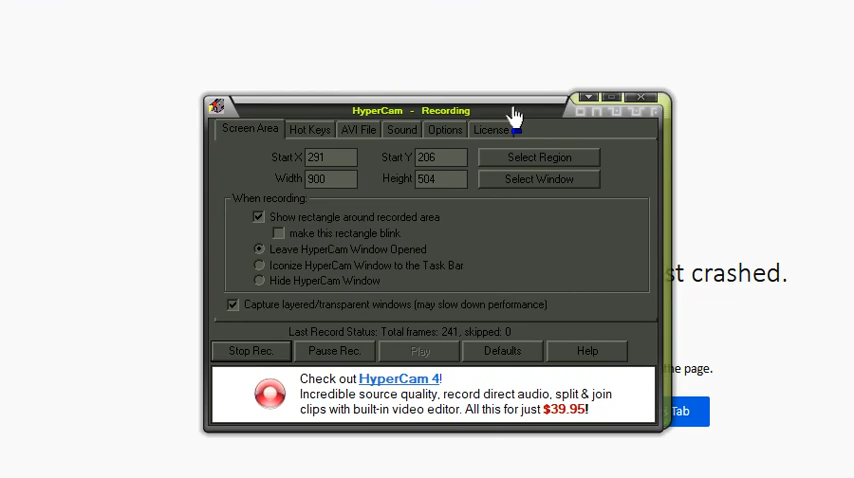 HyperCam - Recording
Screen Area Hot Keys AVI File Sound Options License
Start X 291 Start Y 206 Select Region
Width 900 Height 504 Select Window
When recording:
Show rectangle around recorded area
make this rectangle blink
Leave HyperCam Window Opened
Iconize HyperCam Window to the Task Bar
Hide HyperCam Window
st crashed.
Capture layered/transparent windows (may slow down performance)
Last Record Status: Total frames: 241, skipped: 0
Stop Rec. Pause Rec. Play Defaults Help
the page.
Check out HyperCam 4!
Incredible source quality, record direct audio, split & join
clips with built-in video editor. All this for just $39.95!
Tab